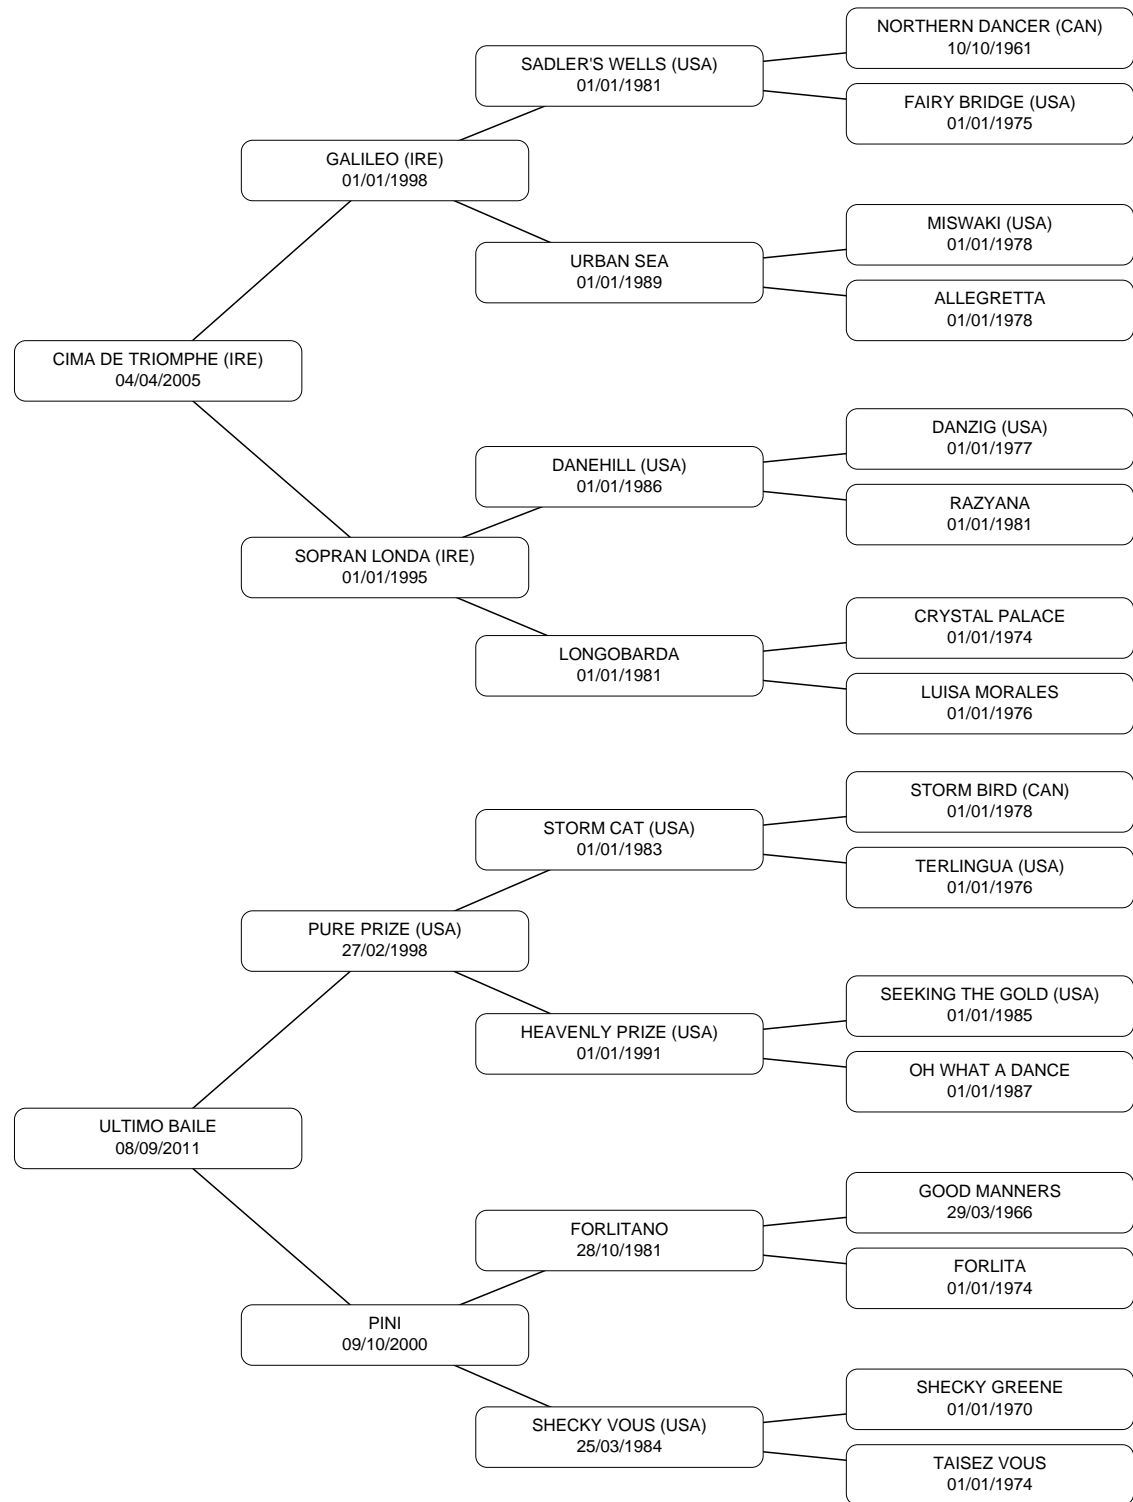 NORTHERN DANCER (CAN)
10/10/1961
SADLER'S WELLS (USA)
01/01/1981
FAIRY BRIDGE (USA)
01/01/1975
GALILEO (IRE)
01/01/1998
MISWAKI (USA)
01/01/1978
URBAN SEA
01/01/1989
ALLEGRETTA
01/01/1978
CIMA DE TRIOMPHE (IRE)
04/04/2005
DANZIG (USA)
01/01/1977
DANEHILL (USA)
01/01/1986
RAZYANA
01/01/1981
SOPRAN LONDA (IRE)
01/01/1995
CRYSTAL PALACE
01/01/1974
LONGOBARDA
01/01/1981
LUISA MORALES
01/01/1976
STORM BIRD (CAN)
01/01/1978
STORM CAT (USA)
01/01/1983
TERLINGUA (USA)
01/01/1976
PURE PRIZE (USA)
27/02/1998
SEEKING THE GOLD (USA)
01/01/1985
HEAVENLY PRIZE (USA)
01/01/1991
OH WHAT A DANCE
01/01/1987
ULTIMO BAILE
08/09/2011
GOOD MANNERS
29/03/1966
FORLITANO
28/10/1981
FORLITA
01/01/1974
PINI
09/10/2000
SHECKY GREENE
01/01/1970
SHECKY VOUS (USA)
25/03/1984
TAISEZ VOUS
01/01/1974